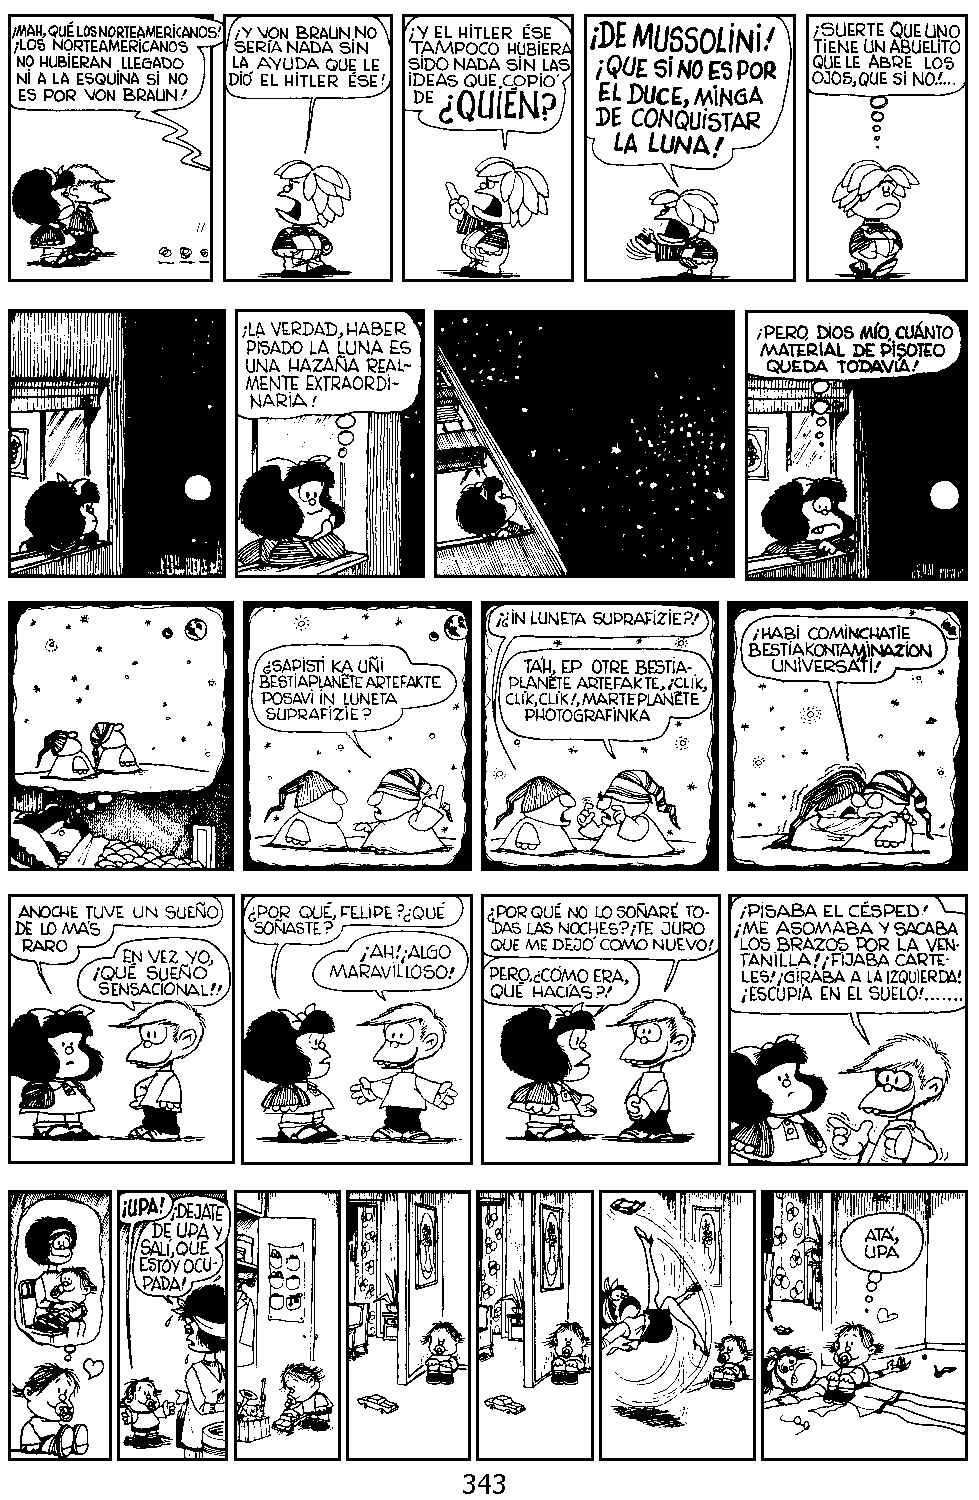 ¡MAH, QUÉ LOS NORTEAMERICANOS!
¡LOS NORTEAMERICANOS
NO HUBIERAN LLEGADO
NI A LA ESQUINA SI NO
ES POR VON BRAUN!
¡Y VON BRAUN NO
SERÍA NADA SIN
LA AYUDA QUE LE
DIÓ EL HITLER ÉSE!
¡Y EL HITLER ÉSE
TAMPOCO HUBIERA
SIDO NADA SIN LAS
IDEAS QUE COPIÓ
DE ¿QUIÉN?
¡DE MUSSOLINI!
¡QUE SI NO ES POR
EL DUCE, MINGA
DE CONQUISTAR
LA LUNA!
¡SUERTE QUE UNO
TIENE UN ABUELITO
QUE LE ABRE LOS
OJOS, QUE SI NO!...
¡LA VERDAD, HABER
PISADO LA LUNA ES
UNA HAZAÑA REAL-
MENTE EXTRAORDI-
NARIA!
¡PERO, DIOS MÍO, CUÁNTO
MATERIAL DE PISOTEO
QUEDA TODAVÍA!
¿SAPISTI KA UÑI
BESTIAPLANÊTE ARTEFAKTE
POSAVI IN LUNETA
SUPRAFIZÍE?
¡¿IN LUNETA SUPRAFIZÍE?!
TAH, EP OTRE BESTIA-
PLANÊTE ARTEFAKTE, ¡CLIK,
CLIK, CLIK!, MARTEPLANÊTE
PHOTOGRAFINKA
¡HABI COMINCHATÍE
BESTIAKONTAMINAZION
UNIVERSATI!
ANOCHE TUVE UN SUEÑO
DE LO MAS
RARO
EN VEZ YO,
¡QUÉ SUEÑO
SENSACIONAL!!
¿POR QUÉ, FELIPE? ¿QUÉ
SOÑASTE?
¡AH! ¡ALGO
MARAVILLOSO!
¿POR QUÉ NO LO SOÑARÉ TO-
DAS LAS NOCHES? ¡TE JURO
QUE ME DEJÓ COMO NUEVO!
PERO, ¿CÓMO ERA,
QUÉ HACÍAS?!
¡PISABA EL CÉSPED!
¡ME ASOMABA Y SACABA
LOS BRAZOS POR LA VEN-
TANILLA! ¡FIJABA CARTE-
LES! ¡GIRABA A LA IZQUIERDA!
¡ESCUPÍA EN EL SUELO!.......
¡UPA!
¡DEJATE
DE UPA Y
SALÍ, QUE
ESTOY OCU-
PADA!
ATÁ,
UPA
343